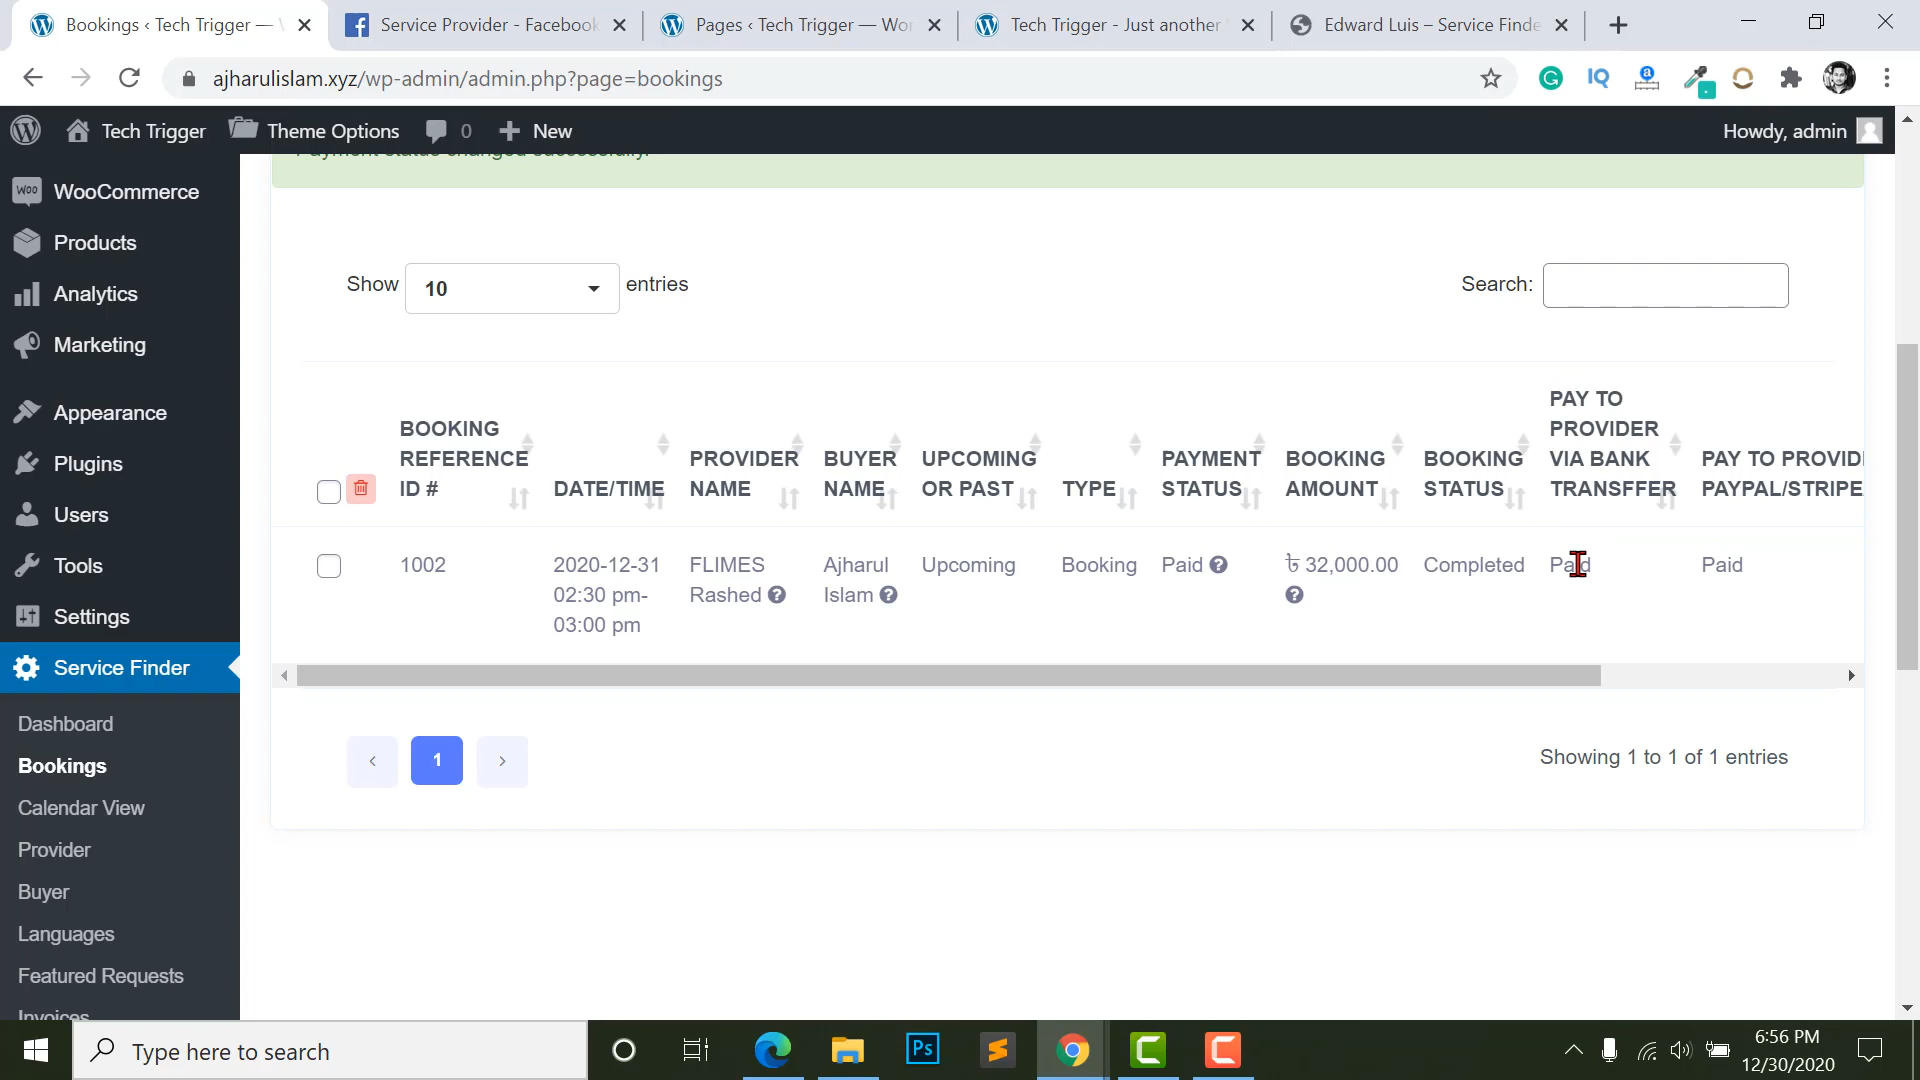 Bookings ‹ Tech Trigger —
Service Provider - Facebook
Pages ‹ Tech Trigger — Wor
Tech Trigger - Just another
Edward Luis – Service Finde
ajharulislam.xyz/wp-admin/admin.php?page=bookings
Tech Trigger
Theme Options
0
New
Howdy, admin
Payment status changed successfully.
WooCommerce
Products
Analytics
Marketing
Appearance
Plugins
Users
Tools
Settings
Service Finder
Dashboard
Bookings
Calendar View
Provider
Buyer
Languages
Featured Requests
Invoices
Show 10 entries
Search:
BOOKING
REFERENCE
ID #
DATE/TIME
PROVIDER
NAME
BUYER
NAME
UPCOMING
OR PAST
TYPE
PAYMENT
STATUS
BOOKING
AMOUNT
BOOKING
STATUS
PAY TO
PROVIDER
VIA BANK
TRANSFFER
PAY TO PROVID
PAYPAL/STRIPE
1002
2020-12-31
02:30 pm-
03:00 pm
FLIMES
Rashed
Ajharul
Islam
Upcoming
Booking
Paid
৳ 32,000.00
Completed
Paid
Paid
1
Showing 1 to 1 of 1 entries
Type here to search
Ps
6:56 PM
12/30/2020